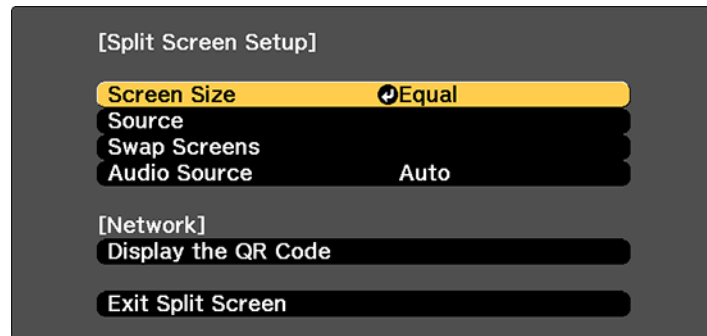 [Split Screen Setup]
Screen Size Equal
Source
Swap Screens
Audio Source Auto
[Network]
Display the QR Code
Exit Split Screen